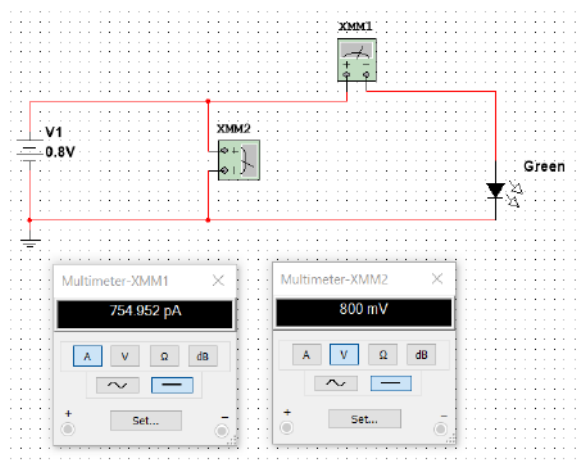 XMM1
+ −
V1
0.8V
XMM2
+
Green
Multimeter-XMM1 ×
754.952 pA
A V Ω dB
+ Set... −
Multimeter-XMM2 ×
800 mV
A V Ω dB
+ Set... −